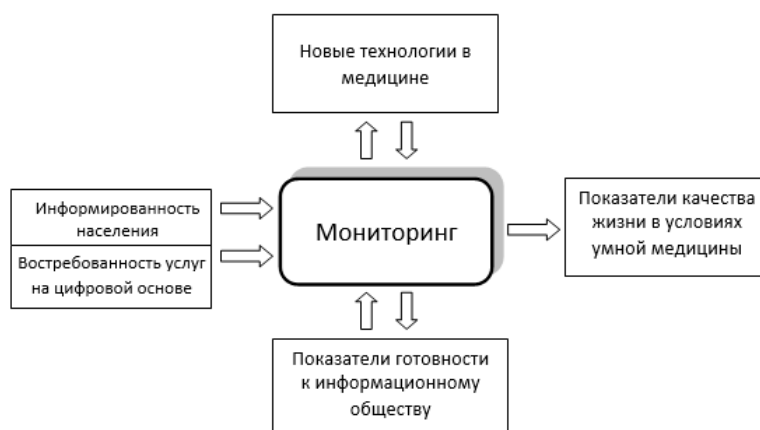 Новые технологии в
медицине
Информированность
населения
Востребованность услуг
на цифровой основе
Мониторинг
Показатели качества
жизни в условиях
умной медицины
Показатели готовности
к информационному
обществу